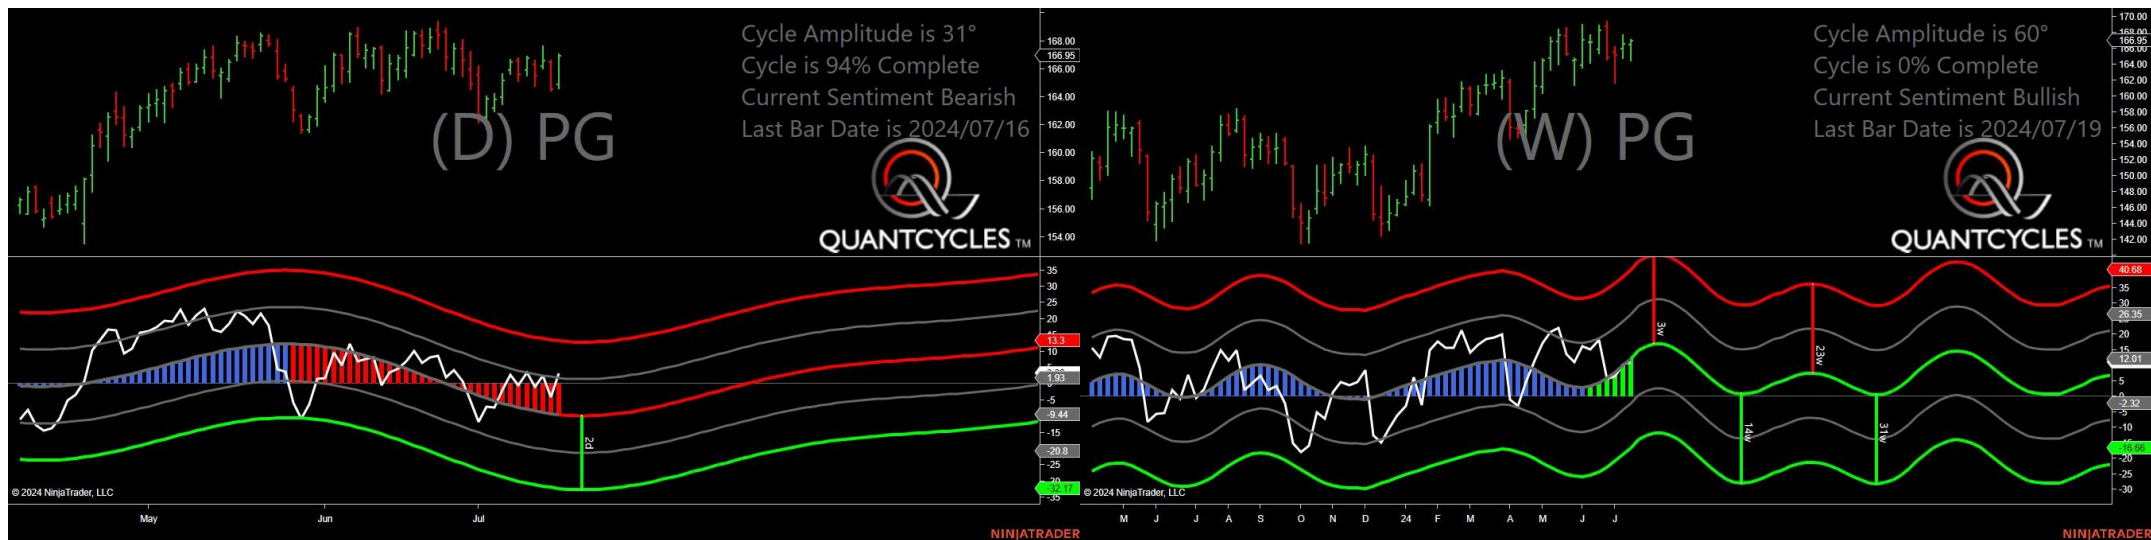 Cycle Amplitude is 31°
Cycle is 94% Complete
Current Sentiment Bearish
Last Bar Date is 2024/07/16
(D) PG
QUANTCYCLES TM
168.00
166.95
166.00
164.00
162.00
160.00
158.00
156.00
154.00
35
30
25
20
15
13.3
10
1.93
-5
-9.44
-15
-20.8
-25
-32.17
-35
2d
© 2024 NinjaTrader, LLC
May
Jun
Jul
NINJATRADER
Cycle Amplitude is 60°
Cycle is 0% Complete
Current Sentiment Bullish
Last Bar Date is 2024/07/19
(W) PG
QUANTCYCLES TM
170.00
168.00
166.95
166.00
164.00
162.00
160.00
158.00
156.00
154.00
152.00
150.00
148.00
146.00
144.00
142.00
40.68
35
30
26.35
20
15
12.01
5
0
-2.32
-5
-10
-16.66
-20
-25
-30
3w
14w
23w
31w
© 2024 NinjaTrader, LLC
M
J
J
A
S
O
N
D
24
F
M
A
M
J
J
NINJATRADER